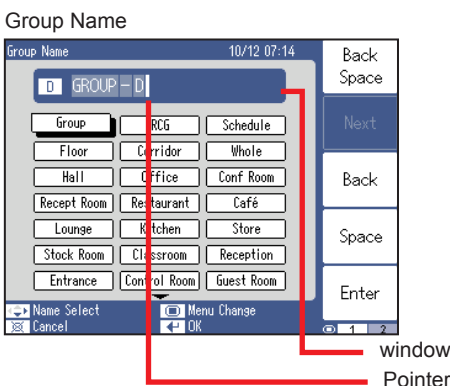 Group Name
Group Name 10/12 07:14
D GROUP – D
Back Space
Next
Group RCG Schedule
Floor Corridor Whole
Hall Office Conf Room
Back
Recept Room Restaurant Café
Lounge Kitchen Store
Space
Stock Room Classroom Reception
Entrance Control Room Guest Room
Enter
Name Select Menu Change
Cancel OK
1 2
window
Pointer